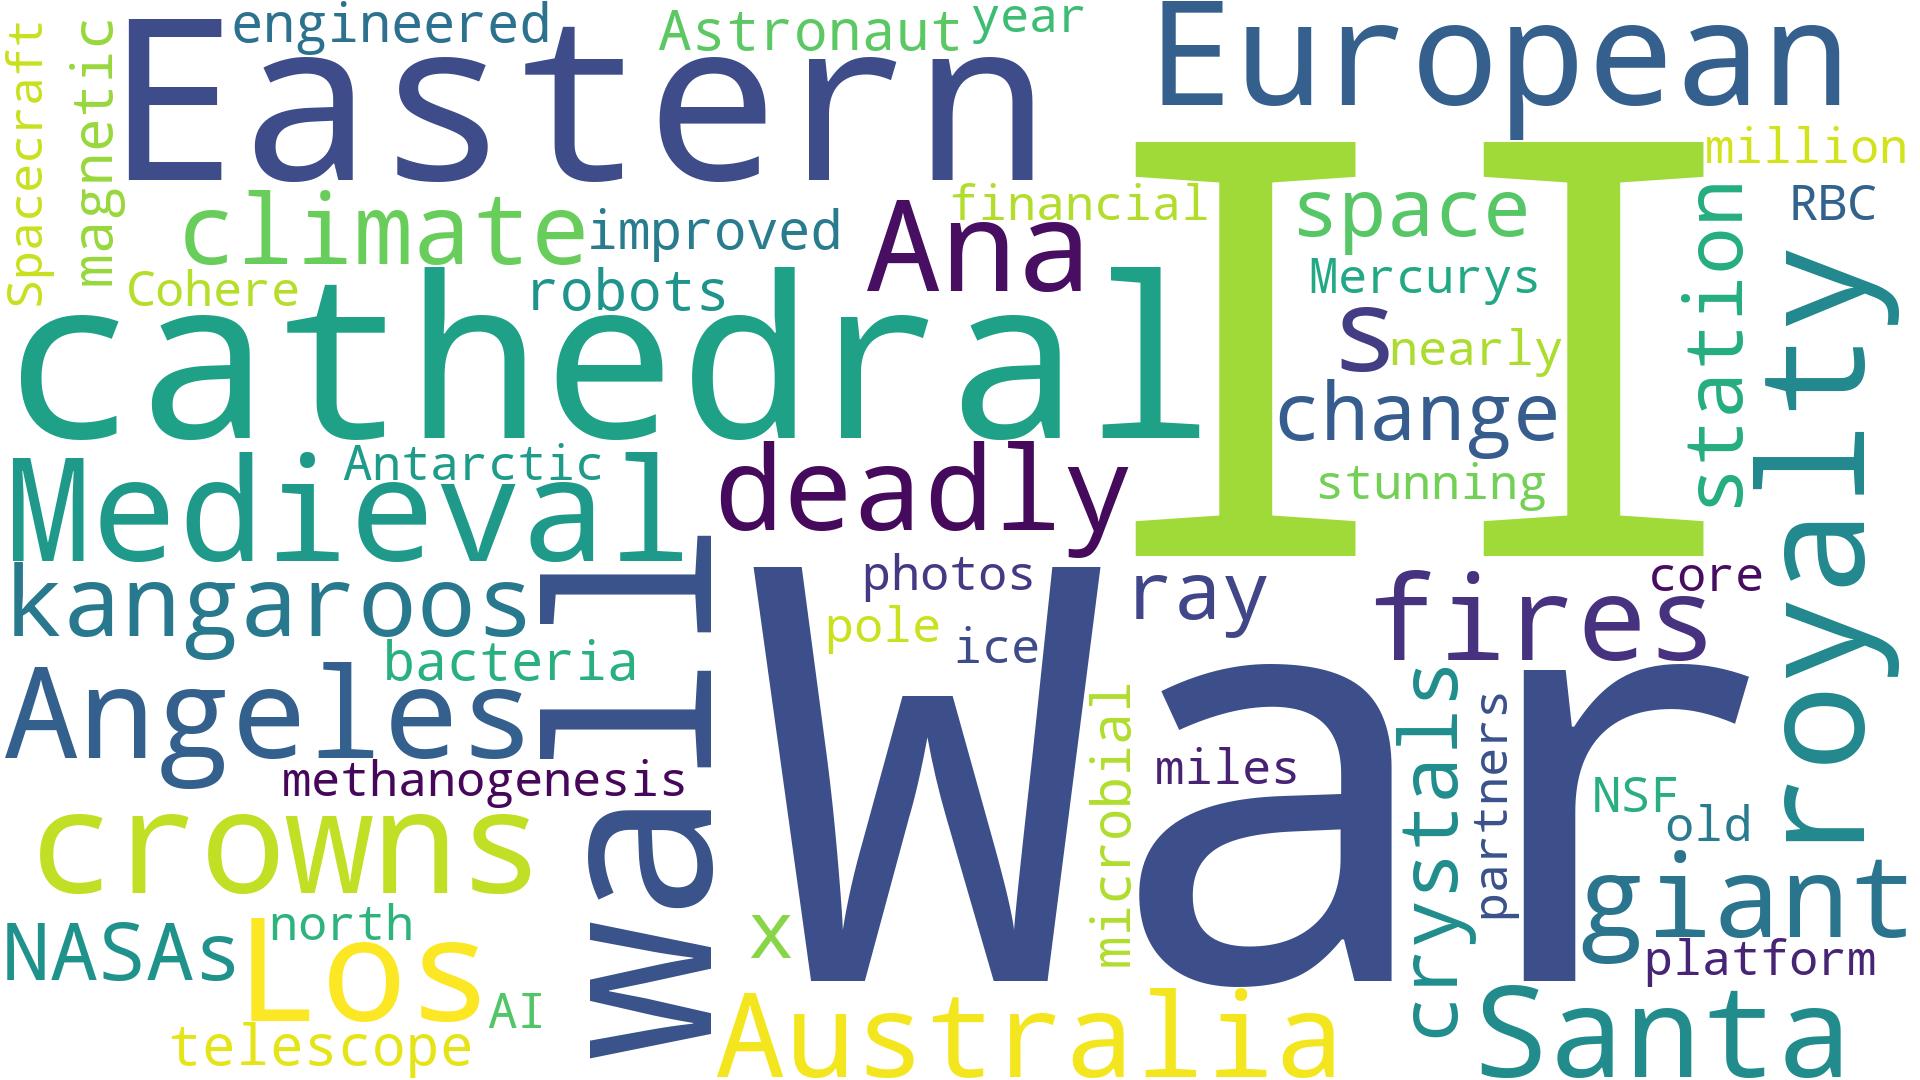 engineered
Astronaut
year
European
Spacecraft
magnetic
Eastern
million
II
climate
improved
financial
Ana
space
station
RBC
royalty
Cohere
robots
Mercurys
cathedral
s
nearly
change
Antarctic
Medieval
deadly
stunning
kangaroos
wall
photos
ray
fires
core
pole
ice
bacteria
Angeles
War
microbial
miles
crystals
partners
methanogenesis
NSF
old
crowns
giant
north
NASAs
Los
x
platform
AI
telescope
Australia
Santa